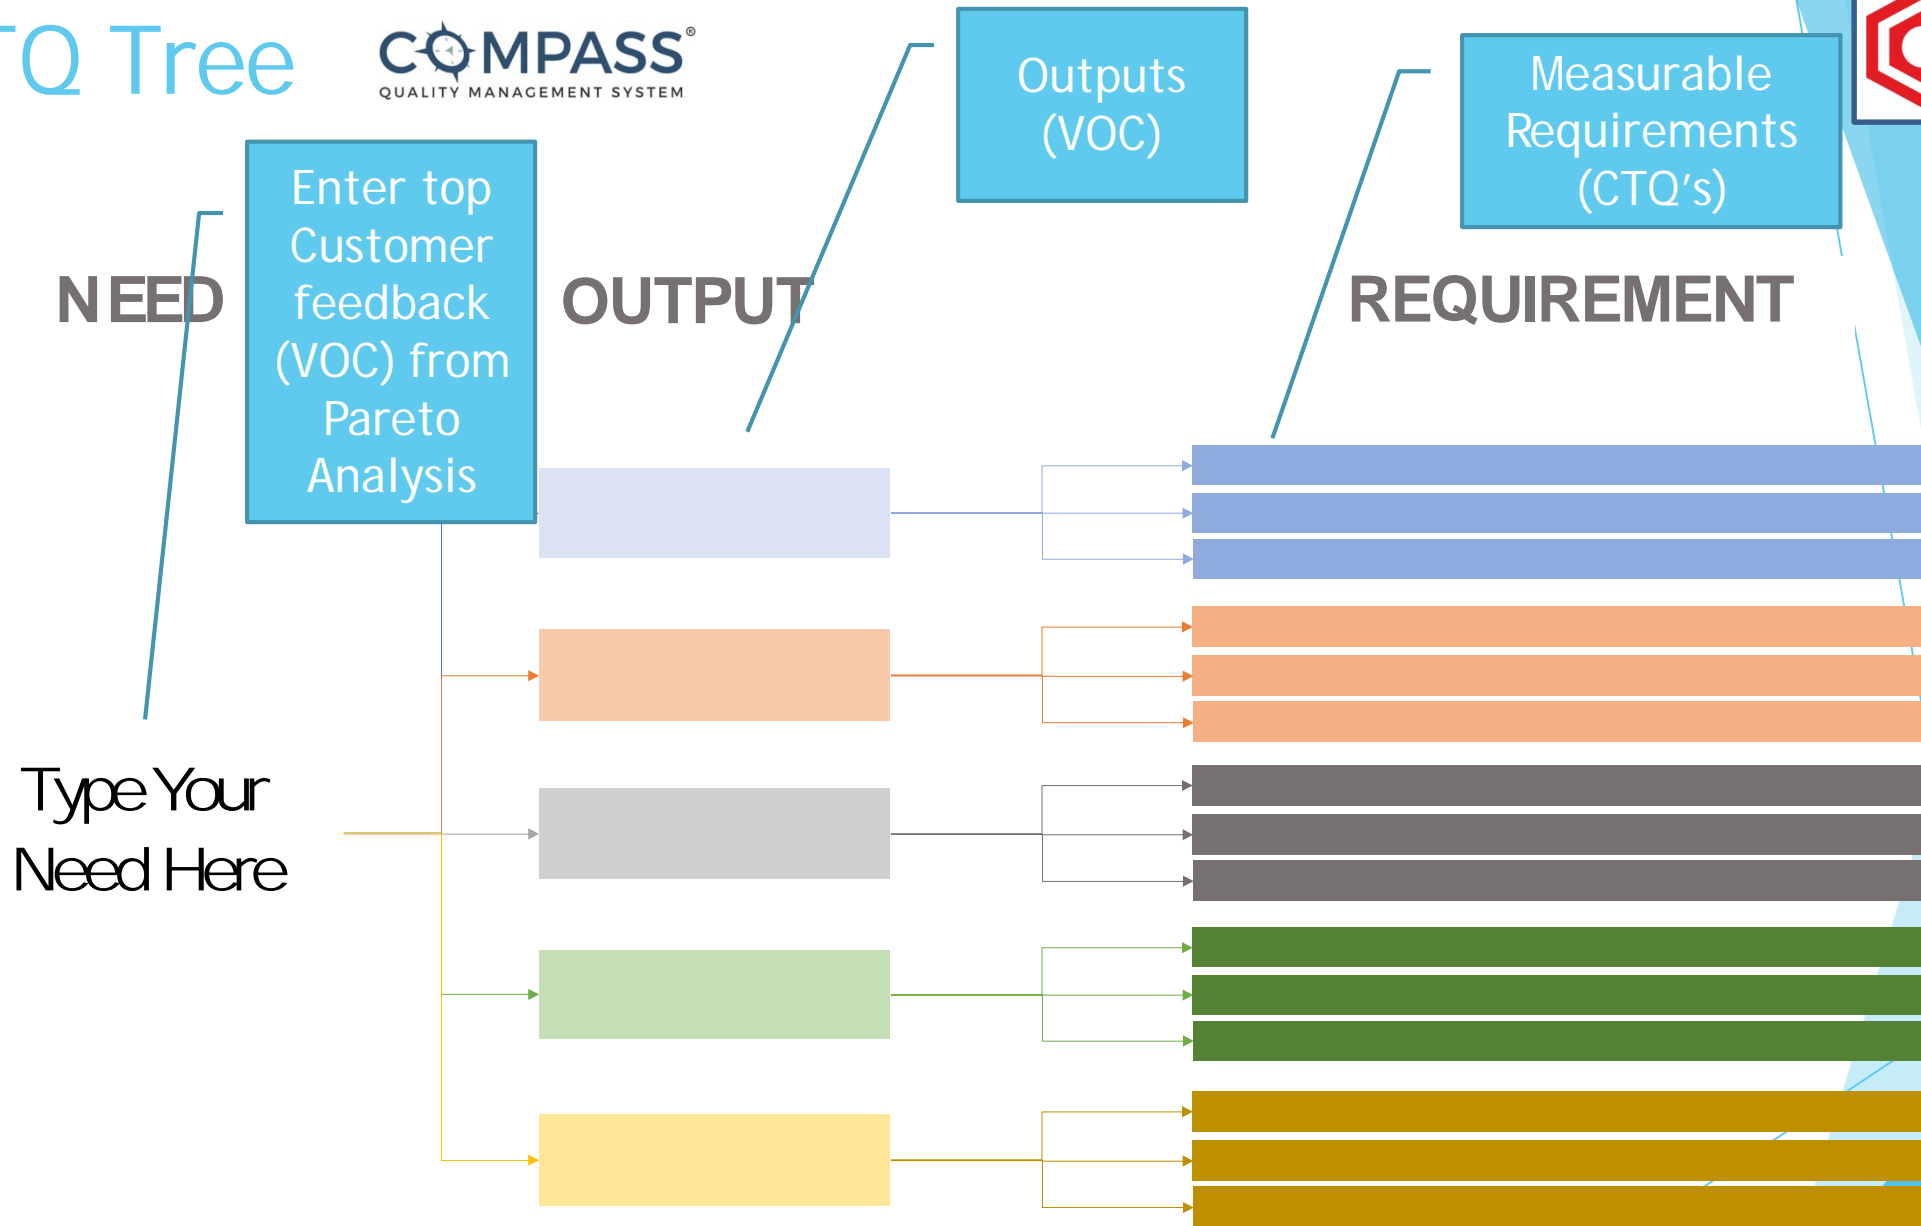 TQ Tree
COMPASS®
QUALITY MANAGEMENT SYSTEM
Outputs
(VOC)
Measurable
Requirements
(CTQ's)
Enter top
Customer
feedback
(VOC) from
Pareto
Analysis
NEED
OUTPUT
REQUIREMENT
Type Your
Need Here